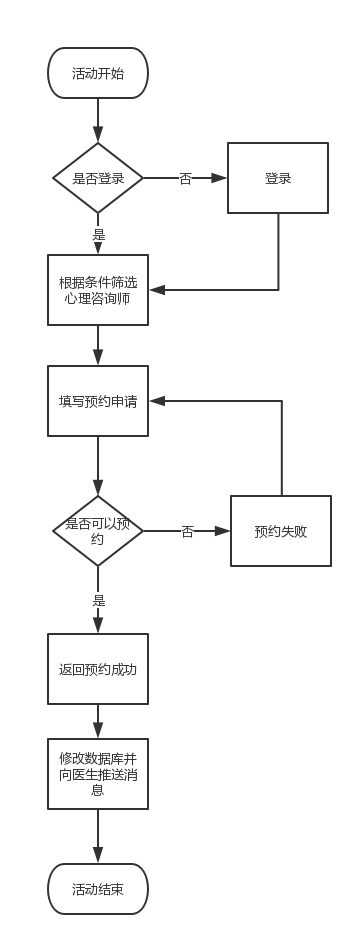 活动开始
是否登录
否
登录
是
根据条件筛选
心理咨询师
填写预约申请
是否可以预
约
否
预约失败
是
返回预约成功
修改数据库并
向医生推送消
息
活动结束